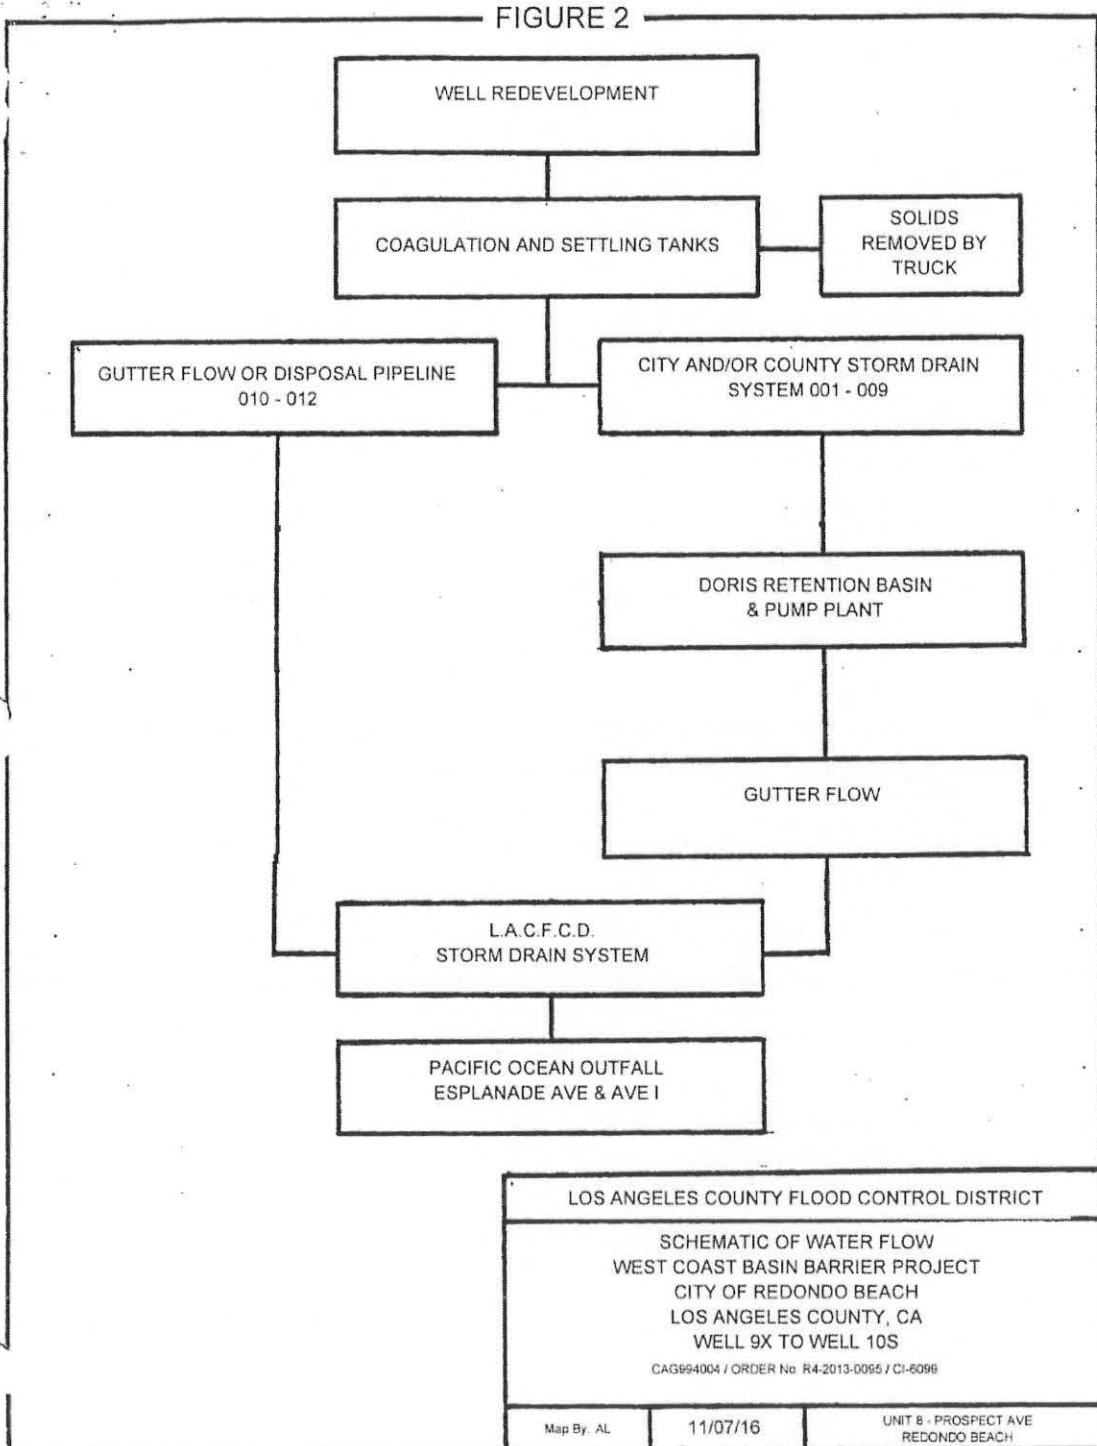 FIGURE 2
WELL REDEVELOPMENT
COAGULATION AND SETTLING TANKS
SOLIDS
REMOVED BY
TRUCK
GUTTER FLOW OR DISPOSAL PIPELINE
010 - 012
CITY AND/OR COUNTY STORM DRAIN
SYSTEM 001 - 009
DORIS RETENTION BASIN
& PUMP PLANT
GUTTER FLOW
L.A.C.F.C.D.
STORM DRAIN SYSTEM
PACIFIC OCEAN OUTFALL
ESPLANADE AVE & AVE I
LOS ANGELES COUNTY FLOOD CONTROL DISTRICT
SCHEMATIC OF WATER FLOW
WEST COAST BASIN BARRIER PROJECT
CITY OF REDONDO BEACH
LOS ANGELES COUNTY, CA
WELL 9X TO WELL 10S
CAG994004 / ORDER No. R4-2013-0095 / CI-6099
Map By: AL
11/07/16
UNIT 8 - PROSPECT AVE
REDONDO BEACH